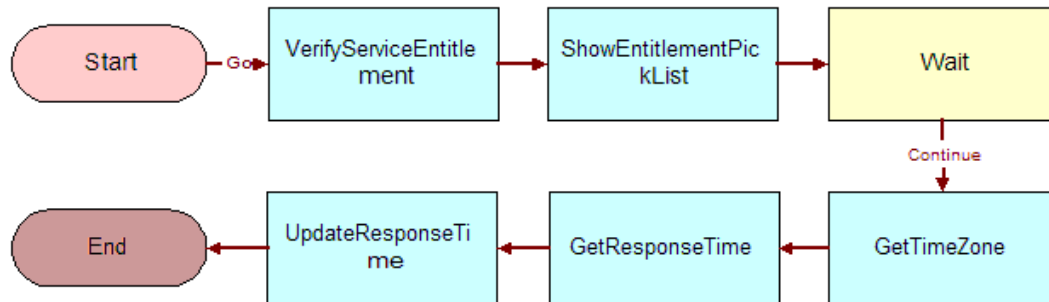 Start
Go
VerifyServiceEntitle
ment
ShowEntitlementPic
kList
Wait
Continue
End
UpdateResponseTi
me
GetResponseTime
GetTimeZone